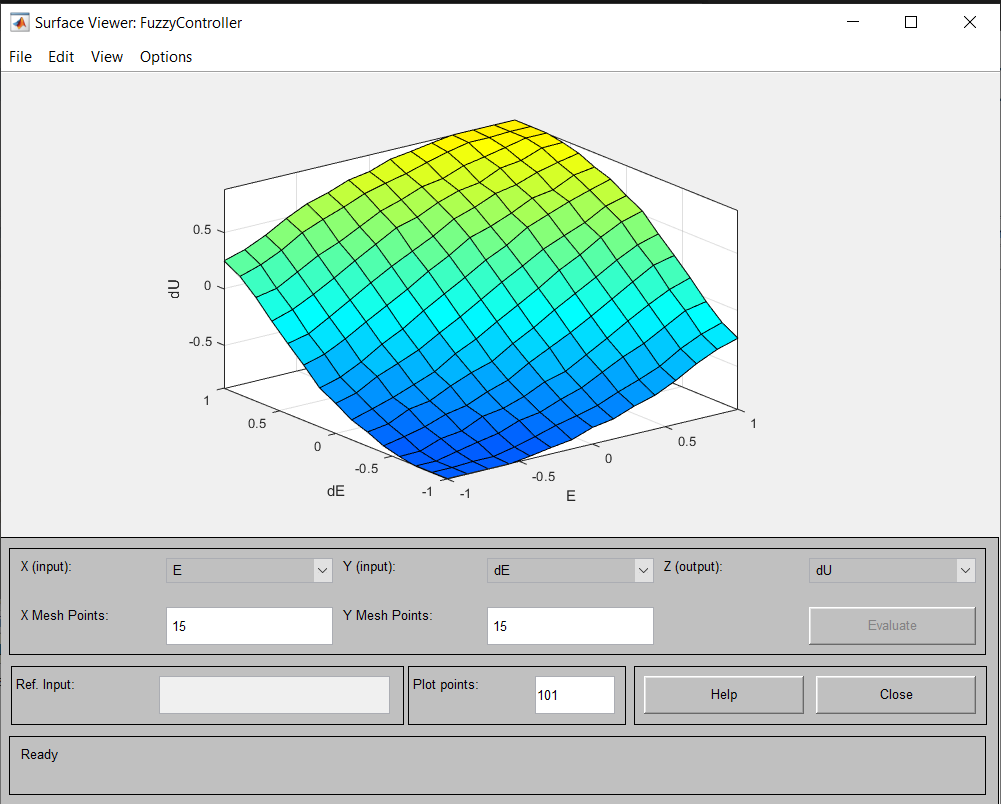 Surface Viewer: FuzzyController
File Edit View Options
0.5
0
-0.5
dU
1
0.5
0
-0.5
-1
dE
-1
-0.5
0
0.5
1
E
X (input): E Y (input): dE Z (output): dU
X Mesh Points: 15 Y Mesh Points: 15 Evaluate
Ref. Input: Plot points: 101 Help Close
Ready